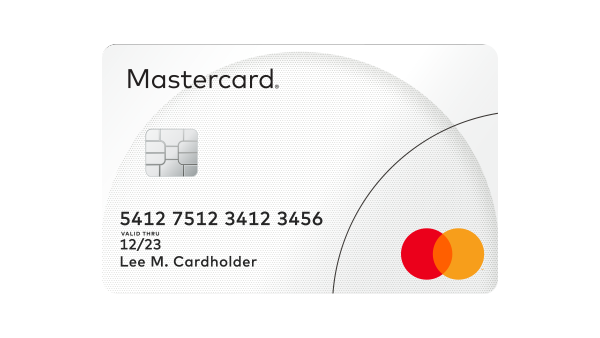 Mastercard®
5412 7512 3412 3456
VALID THRU
12/23
Lee M. Cardholder